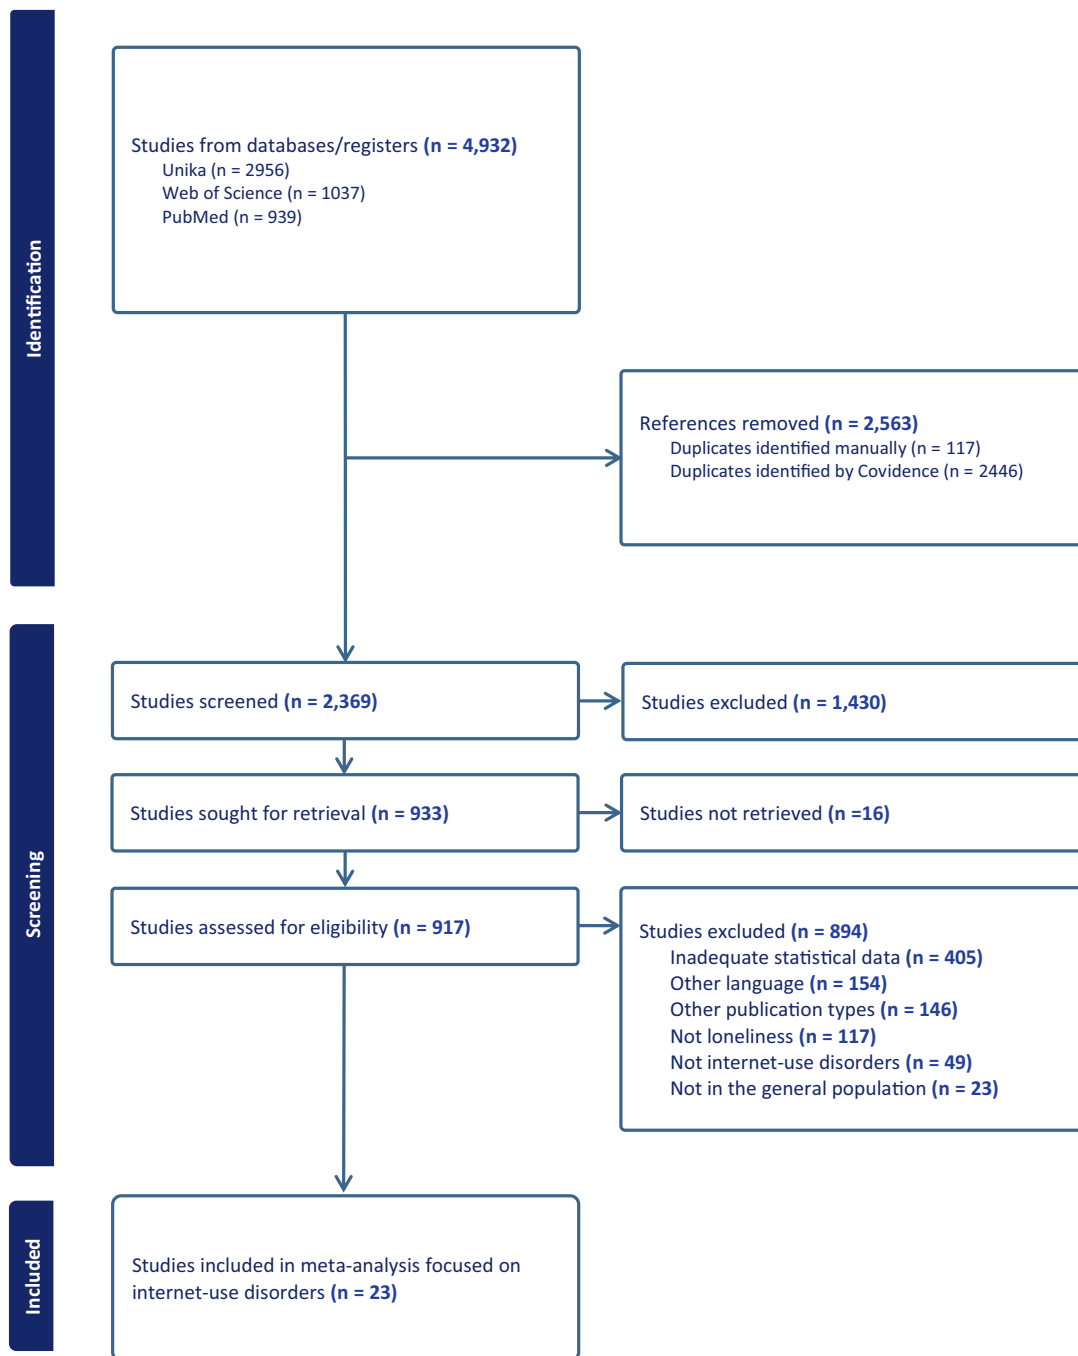 Identification
Studies from databases/registers (n = 4,932)
Unika (n = 2956)
Web of Science (n = 1037)
PubMed (n = 939)
References removed (n = 2,563)
Duplicates identified manually (n = 117)
Duplicates identified by Covidence (n = 2446)
Screening
Studies screened (n = 2,369)
Studies excluded (n = 1,430)
Studies sought for retrieval (n = 933)
Studies not retrieved (n =16)
Studies assessed for eligibility (n = 917)
Studies excluded (n = 894)
Inadequate statistical data (n = 405)
Other language (n = 154)
Other publication types (n = 146)
Not loneliness (n = 117)
Not internet-use disorders (n = 49)
Not in the general population (n = 23)
Included
Studies included in meta-analysis focused on
internet-use disorders (n = 23)